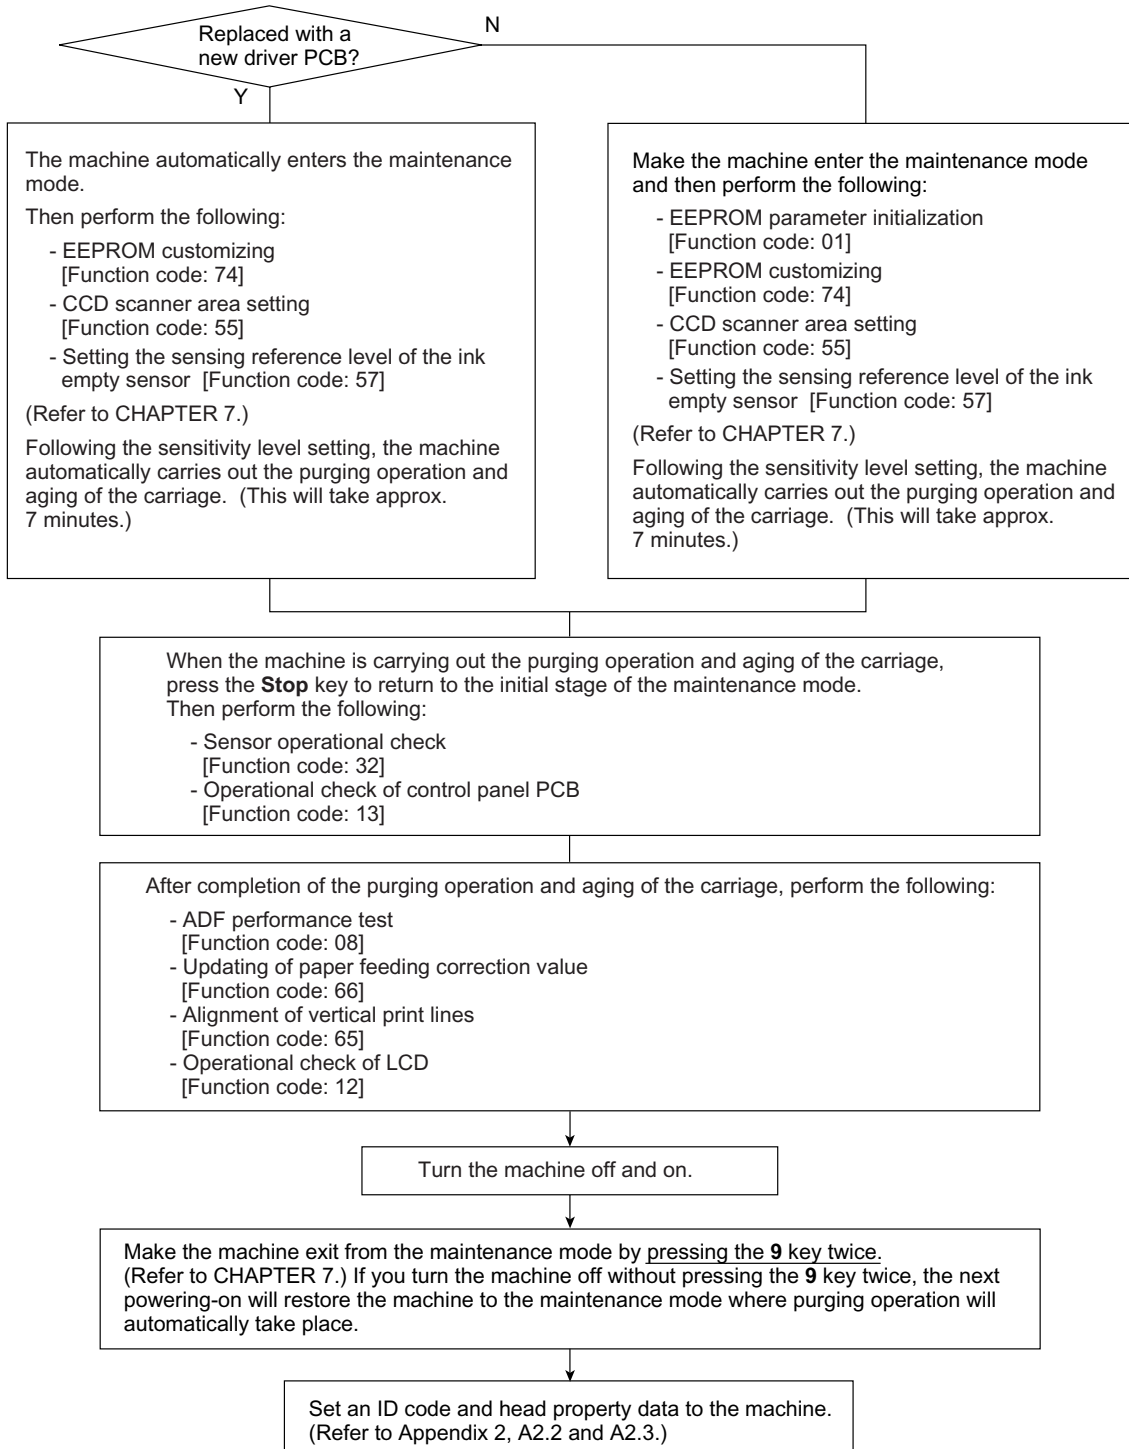 Replaced with a
new driver PCB?
N
Y
The machine automatically enters the maintenance
mode.
Then perform the following:
- EEPROM customizing
[Function code: 74]
- CCD scanner area setting
[Function code: 55]
- Setting the sensing reference level of the ink
empty sensor [Function code: 57]
(Refer to CHAPTER 7.)
Following the sensitivity level setting, the machine
automatically carries out the purging operation and
aging of the carriage. (This will take approx.
7 minutes.)
Make the machine enter the maintenance mode
and then perform the following:
- EEPROM parameter initialization
[Function code: 01]
- EEPROM customizing
[Function code: 74]
- CCD scanner area setting
[Function code: 55]
- Setting the sensing reference level of the ink
empty sensor [Function code: 57]
(Refer to CHAPTER 7.)
Following the sensitivity level setting, the machine
automatically carries out the purging operation and
aging of the carriage. (This will take approx.
7 minutes.)
When the machine is carrying out the purging operation and aging of the carriage,
press the Stop key to return to the initial stage of the maintenance mode.
Then perform the following:
- Sensor operational check
[Function code: 32]
- Operational check of control panel PCB
[Function code: 13]
After completion of the purging operation and aging of the carriage, perform the following:
- ADF performance test
[Function code: 08]
- Updating of paper feeding correction value
[Function code: 66]
- Alignment of vertical print lines
[Function code: 65]
- Operational check of LCD
[Function code: 12]
Turn the machine off and on.
Make the machine exit from the maintenance mode by pressing the 9 key twice.
(Refer to CHAPTER 7.) If you turn the machine off without pressing the 9 key twice, the next
powering-on will restore the machine to the maintenance mode where purging operation will
automatically take place.
Set an ID code and head property data to the machine.
(Refer to Appendix 2, A2.2 and A2.3.)